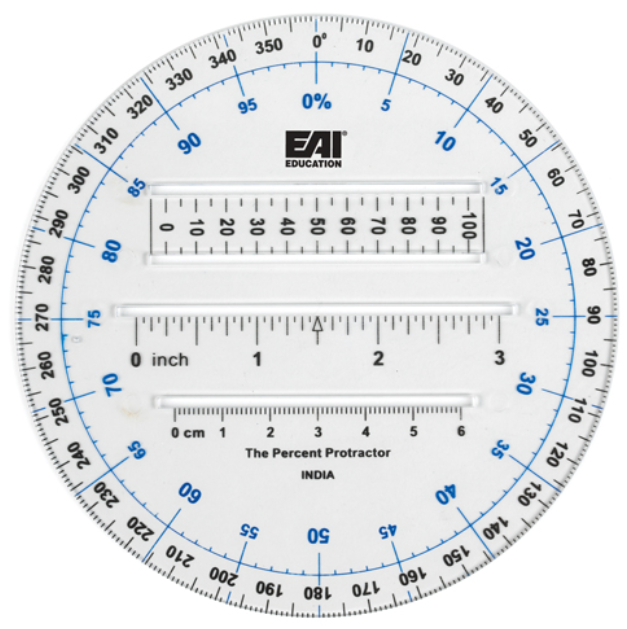 0° 10 20 30 40 50 60 70 80 90 100 110 120 130 140 150 160 170 180 190 200 210 220 230 240 250 260 270 280 290 300 310 320 330 340 350
0% 5 10 15 20 25 30 35 40 45 50 55 60 65 70 75 80 85 90 95
EAI®
EDUCATION
0 10 20 30 40 50 60 70 80 90 100
0 inch 1 2 3
0 cm 1 2 3 4 5 6
The Percent Protractor
INDIA